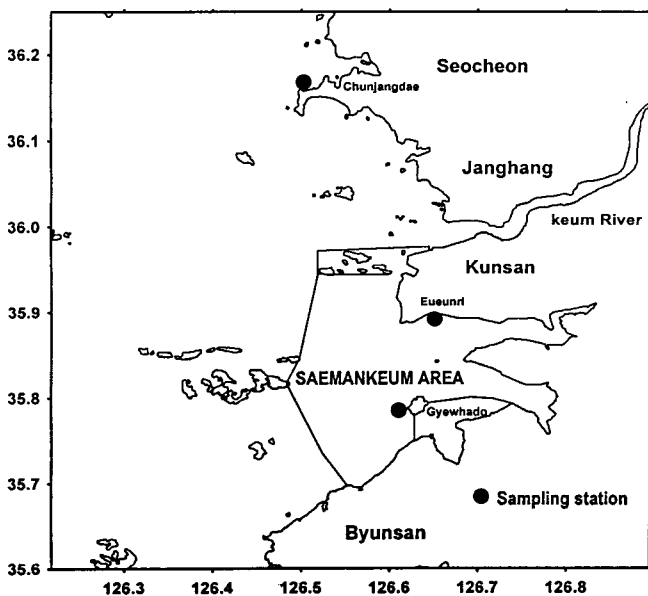 36.2
36.1
36.0
35.9
35.8
35.7
35.6
Seocheon
Chunjangdae
Janghang
keum River
Kunsan
Eueunri
SAEMANKEUM AREA
Gyewhado
Sampling station
Byunsan
126.3 126.4 126.5 126.6 126.7 126.8